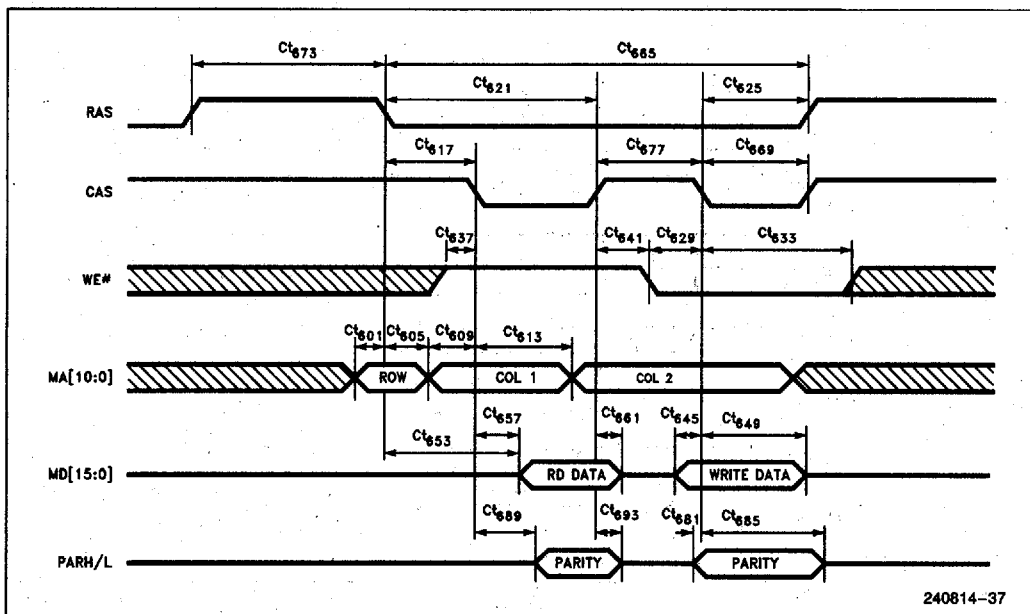 Ct673 Ct665
Ct621 Ct625
RAS
Ct617 Ct677 Ct669
CAS
Ct637 Ct641 Ct629 Ct633
WE#
Ct601 Ct605 Ct609 Ct613
MA[10:0] ROW COL 1 COL 2
Ct657 Ct661 Ct645 Ct649
Ct653
MD[15:0] RD DATA WRITE DATA
Ct689 Ct693 Ct681 Ct685
PARH/L PARITY PARITY
240814-37